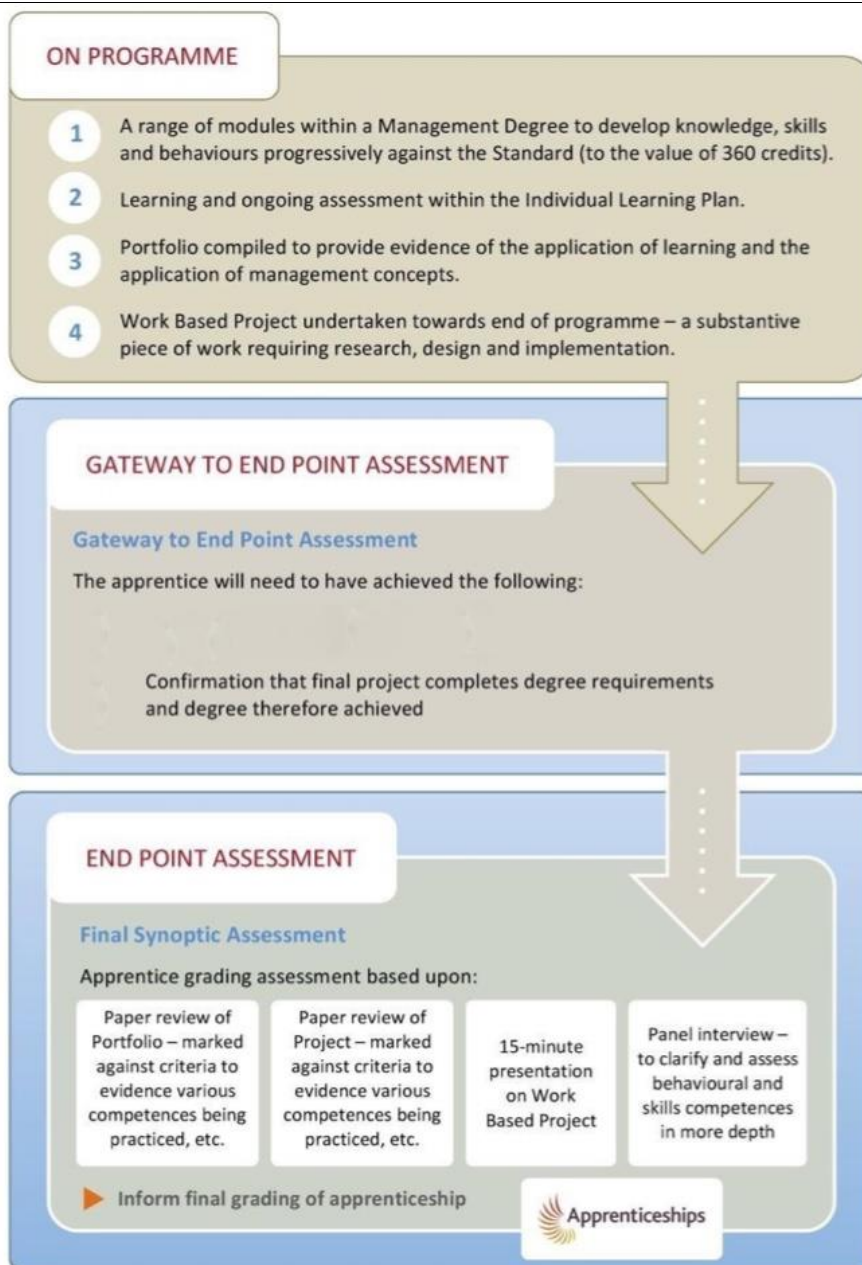 ON PROGRAMME
1
A range of modules within a Management Degree to develop knowledge, skills
and behaviours progressively against the Standard (to the value of 360 credits).
2
Learning and ongoing assessment within the Individual Learning Plan.
3
Portfolio compiled to provide evidence of the application of learning and the
application of management concepts.
4
Work Based Project undertaken towards end of programme – a substantive
piece of work requiring research, design and implementation.
GATEWAY TO END POINT ASSESSMENT
Gateway to End Point Assessment
The apprentice will need to have achieved the following:
Confirmation that final project completes degree requirements
and degree therefore achieved
END POINT ASSESSMENT
Final Synoptic Assessment
Apprentice grading assessment based upon:
Paper review of
Portfolio – marked
against criteria to
evidence various
competences being
practiced, etc.
Paper review of
Project – marked
against criteria to
evidence various
competences being
practiced, etc.
15-minute
presentation
on Work
Based Project
Panel interview –
to clarify and assess
behavioural and
skills competences
in more depth
Inform final grading of apprenticeship
Apprenticeships